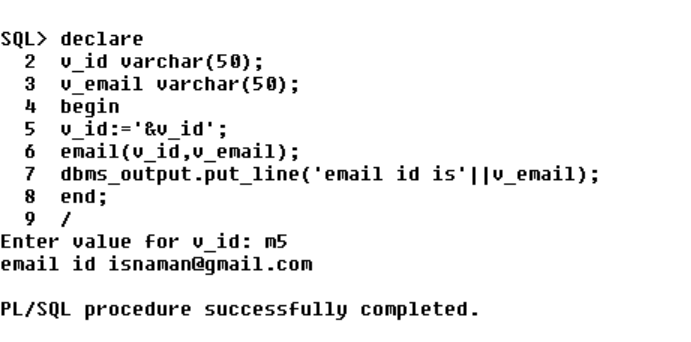 SQL> declare
2 v_id varchar(50);
3 v_email varchar(50);
4 begin
5 v_id:='&v_id';
6 email(v_id,v_email);
7 dbms_output.put_line('email id is'||v_email);
8 end;
9 /
Enter value for v_id: m5
email id isnaman@gmail.com
PL/SQL procedure successfully completed.